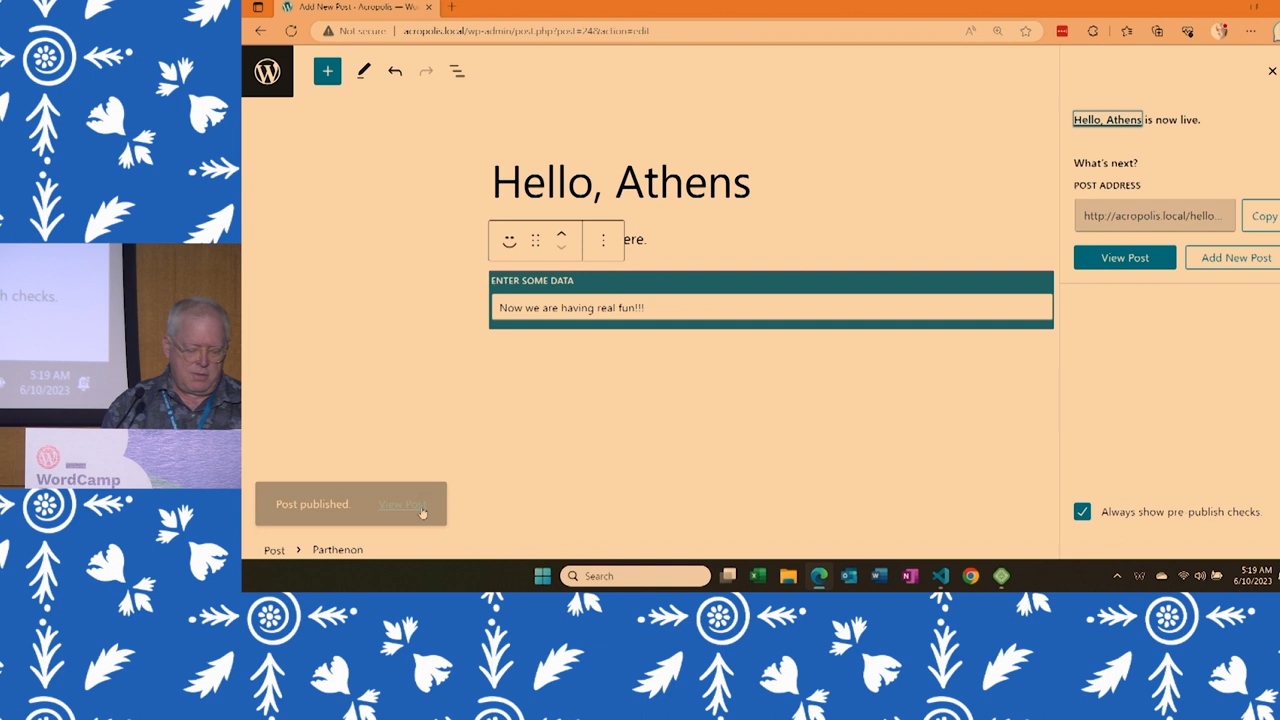 Add New Post - Acropolis — Wo
Not secure
acropolis.local/wp-admin/post.php?post=24&action=edit
Hello, Athens is now live.
What's next?
POST ADDRESS
http://acropolis.local/hello...
Copy
View Post
Add New Post
Hello, Athens
ere.
ENTER SOME DATA
Now we are having real fun!!!
h checks.
5:19 AM
6/10/2023
WordCamp
Post published.
View Post
Always show pre-publish checks.
Post > Parthenon
Search
5:19 AM
6/10/2023